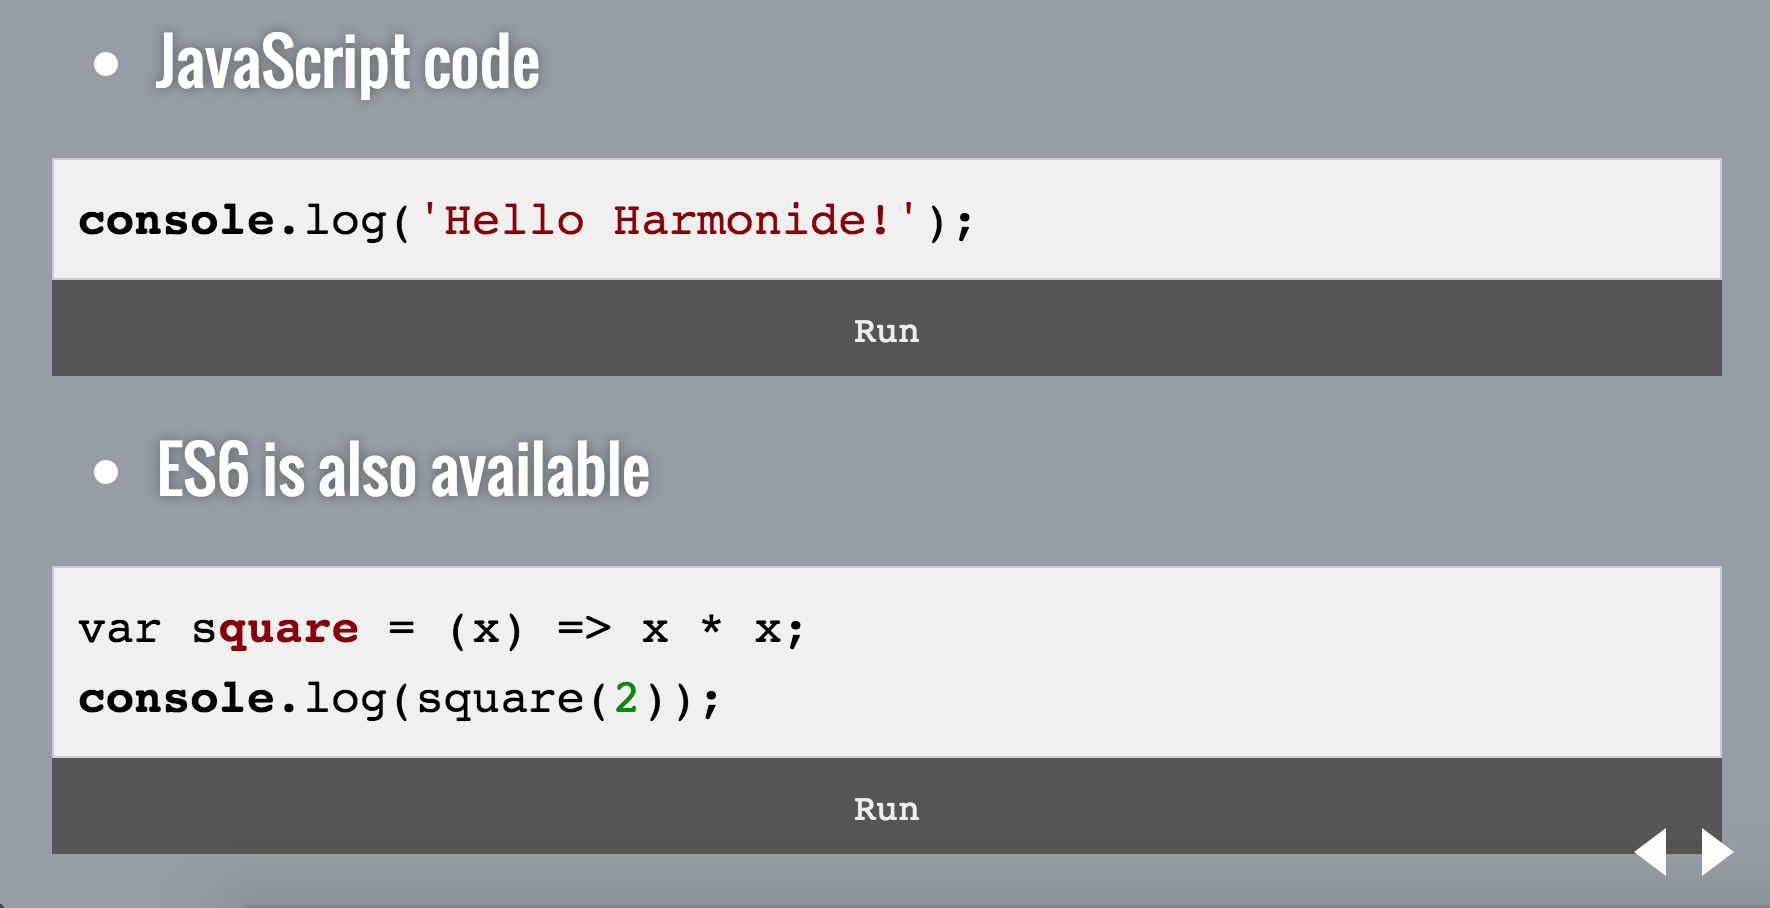 • JavaScript code
console.log('Hello Harmonide!');
Run
• ES6 is also available
var square = (x) => x * x;
console.log(square(2));
Run